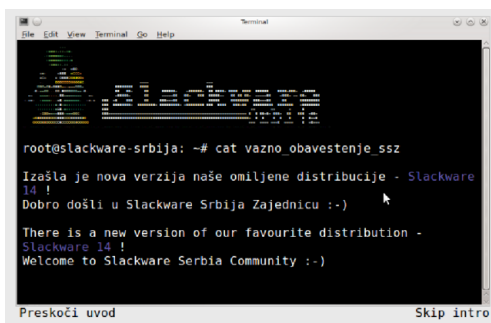 Terminal
File Edit View Terminal Go Help
root@slackware-srbija: ~# cat vazno_obavestenje_ssz
Izašla je nova verzija naše omiljene distribucije - Slackware
14 !
Dobro došli u Slackware Srbija Zajednicu :-)
There is a new version of our favourite distribution -
Slackware 14 !
Welcome to Slackware Serbia Community :-)
Preskoči uvod
Skip intro